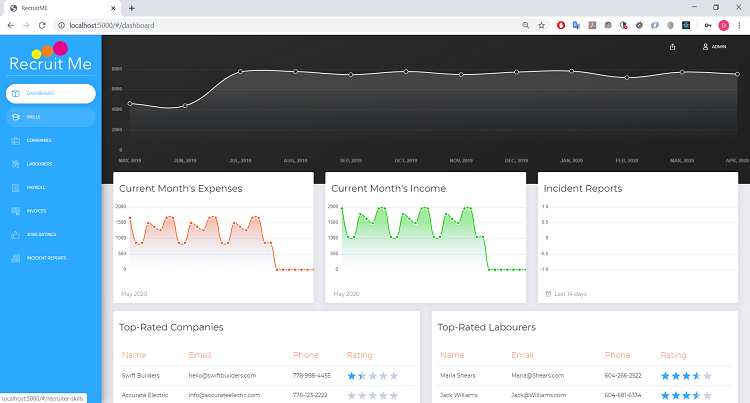 RecruitME
localhost:5000/#/dashboard
D
Recruit Me
ADMIN
DASHBOARD
SKILLS
COMPANIES
LABOURERS
PAYROLL
INVOICES
JOBS RATINGS
INCIDENT REPORTS
8000
6000
4000
2000
0
MAY, 2019 JUN, 2019 JUL, 2019 AUG, 2019 SEP, 2019 OCT, 2019 NOV, 2019 DEC, 2019 JAN, 2020 FEB, 2020 MAR, 2020 APR, 2020
Current Month's Expenses
2000
1500
1000
500
0
May 2020
Current Month's Income
2000
1500
1000
500
0
May 2020
Incident Reports
1.0
0.5
0
-0.5
-1.0
Last 14 days
Top-Rated Companies
Name Email Phone Rating
Swift Builders hello@swiftbuilders.com 778-998-4455
Accurate Electric info@accurateelectic.com 778-123-2222
Top-Rated Labourers
Name Email Phone Rating
Maria Shears Maria@Shears.com 604-266-2522
Jack Williams Jack@Williams.com 604-681-6334
localhost:5000/#/recruiter-skills